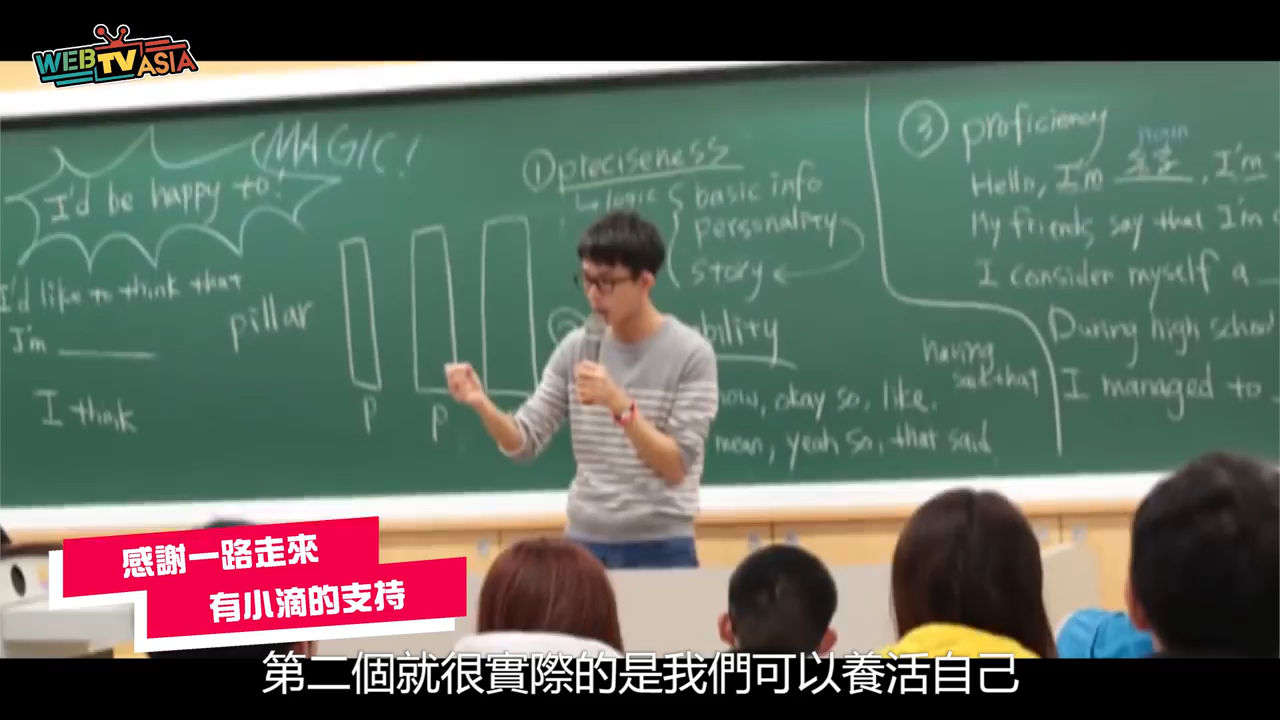 WEBTVASIA
MAGIC!
I'd be happy to!
I'd like to think that
I'm
I think
pillar
P
P
① preciseness
logic
basic info
personality
story
bility
now, okay so, like.
mean, yeah so, that said
③ proficiency
Hello, I'm , I'm
My friends say that I'm
I consider myself a
having
said that
During high school
I managed to
感謝一路走來
有小滴的支持
第二個就很實際的是我們可以養活自己